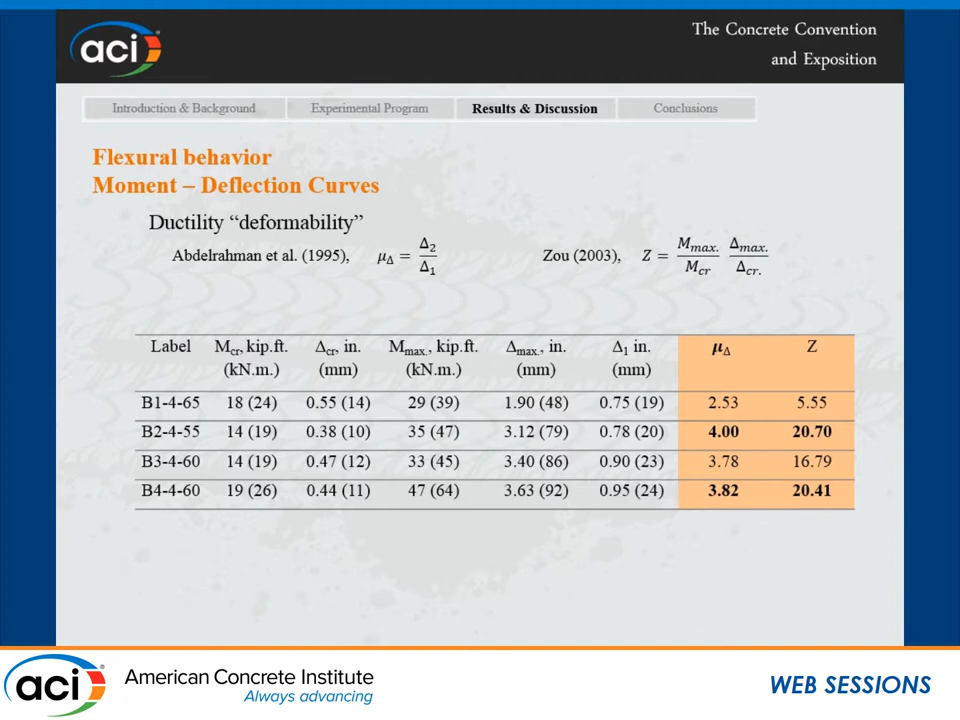 aci
The Concrete Convention
and Exposition
Introduction & Background Experimental Program Results & Discussion Conclusions
Flexural behavior
Moment – Deflection Curves
Ductility “deformability”
Abdelrahman et al. (1995), μΔ = Δ2/Δ1 Zou (2003), Z = Mmax./Mcr Δmax./Δcr.
Label Mcr, kip.ft. Δcr, in. Mmax., kip.ft. Δmax., in. Δ1 in. μΔ Z
(kN.m.) (mm) (kN.m.) (mm) (mm)
B1-4-65 18 (24) 0.55 (14) 29 (39) 1.90 (48) 0.75 (19) 2.53 5.55
B2-4-55 14 (19) 0.38 (10) 35 (47) 3.12 (79) 0.78 (20) 4.00 20.70
B3-4-60 14 (19) 0.47 (12) 33 (45) 3.40 (86) 0.90 (23) 3.78 16.79
B4-4-60 19 (26) 0.44 (11) 47 (64) 3.63 (92) 0.95 (24) 3.82 20.41
aci
American Concrete Institute
Always advancing
WEB SESSIONS